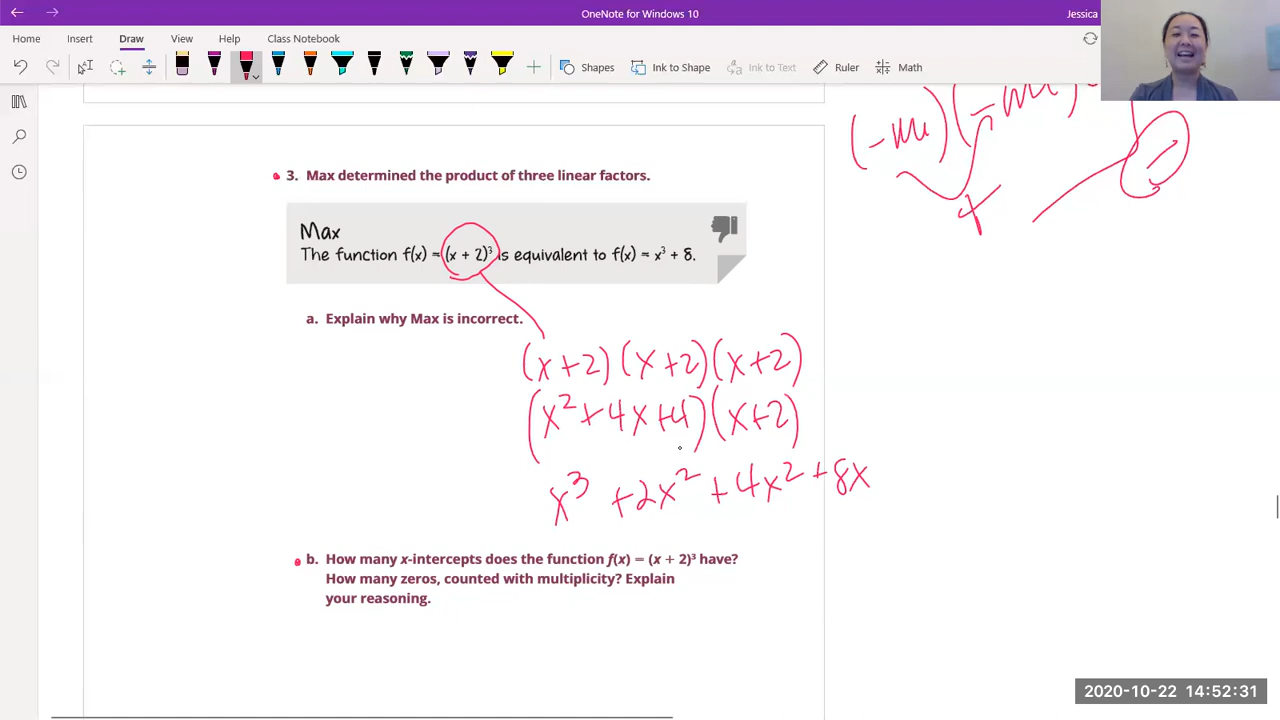 OneNote for Windows 10
Jessica
Home Insert Draw View Help Class Notebook
Shapes Ink to Shape Ink to Text Ruler Math
3. Max determined the product of three linear factors.
Max
The function f(x) = (x + 2)³ is equivalent to f(x) = x³ + 8.
a. Explain why Max is incorrect.
(x+2)(x+2)(x+2)
(x²+4x+4)(x+2)
x³ +2x² +4x² +8x
b. How many x-intercepts does the function f(x) = (x + 2)³ have?
How many zeros, counted with multiplicity? Explain
your reasoning.
2020-10-22 14:52:31